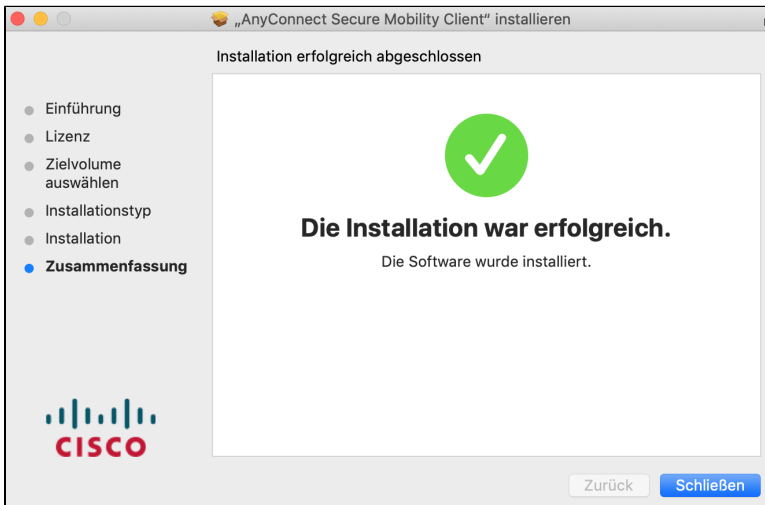 „AnyConnect Secure Mobility Client“ installieren
Installation erfolgreich abgeschlossen
Einführung
Lizenz
Zielvolume
auswählen
Installationstyp
Installation
Zusammenfassung
Die Installation war erfolgreich.
Die Software wurde installiert.
CISCO
Zurück
Schließen